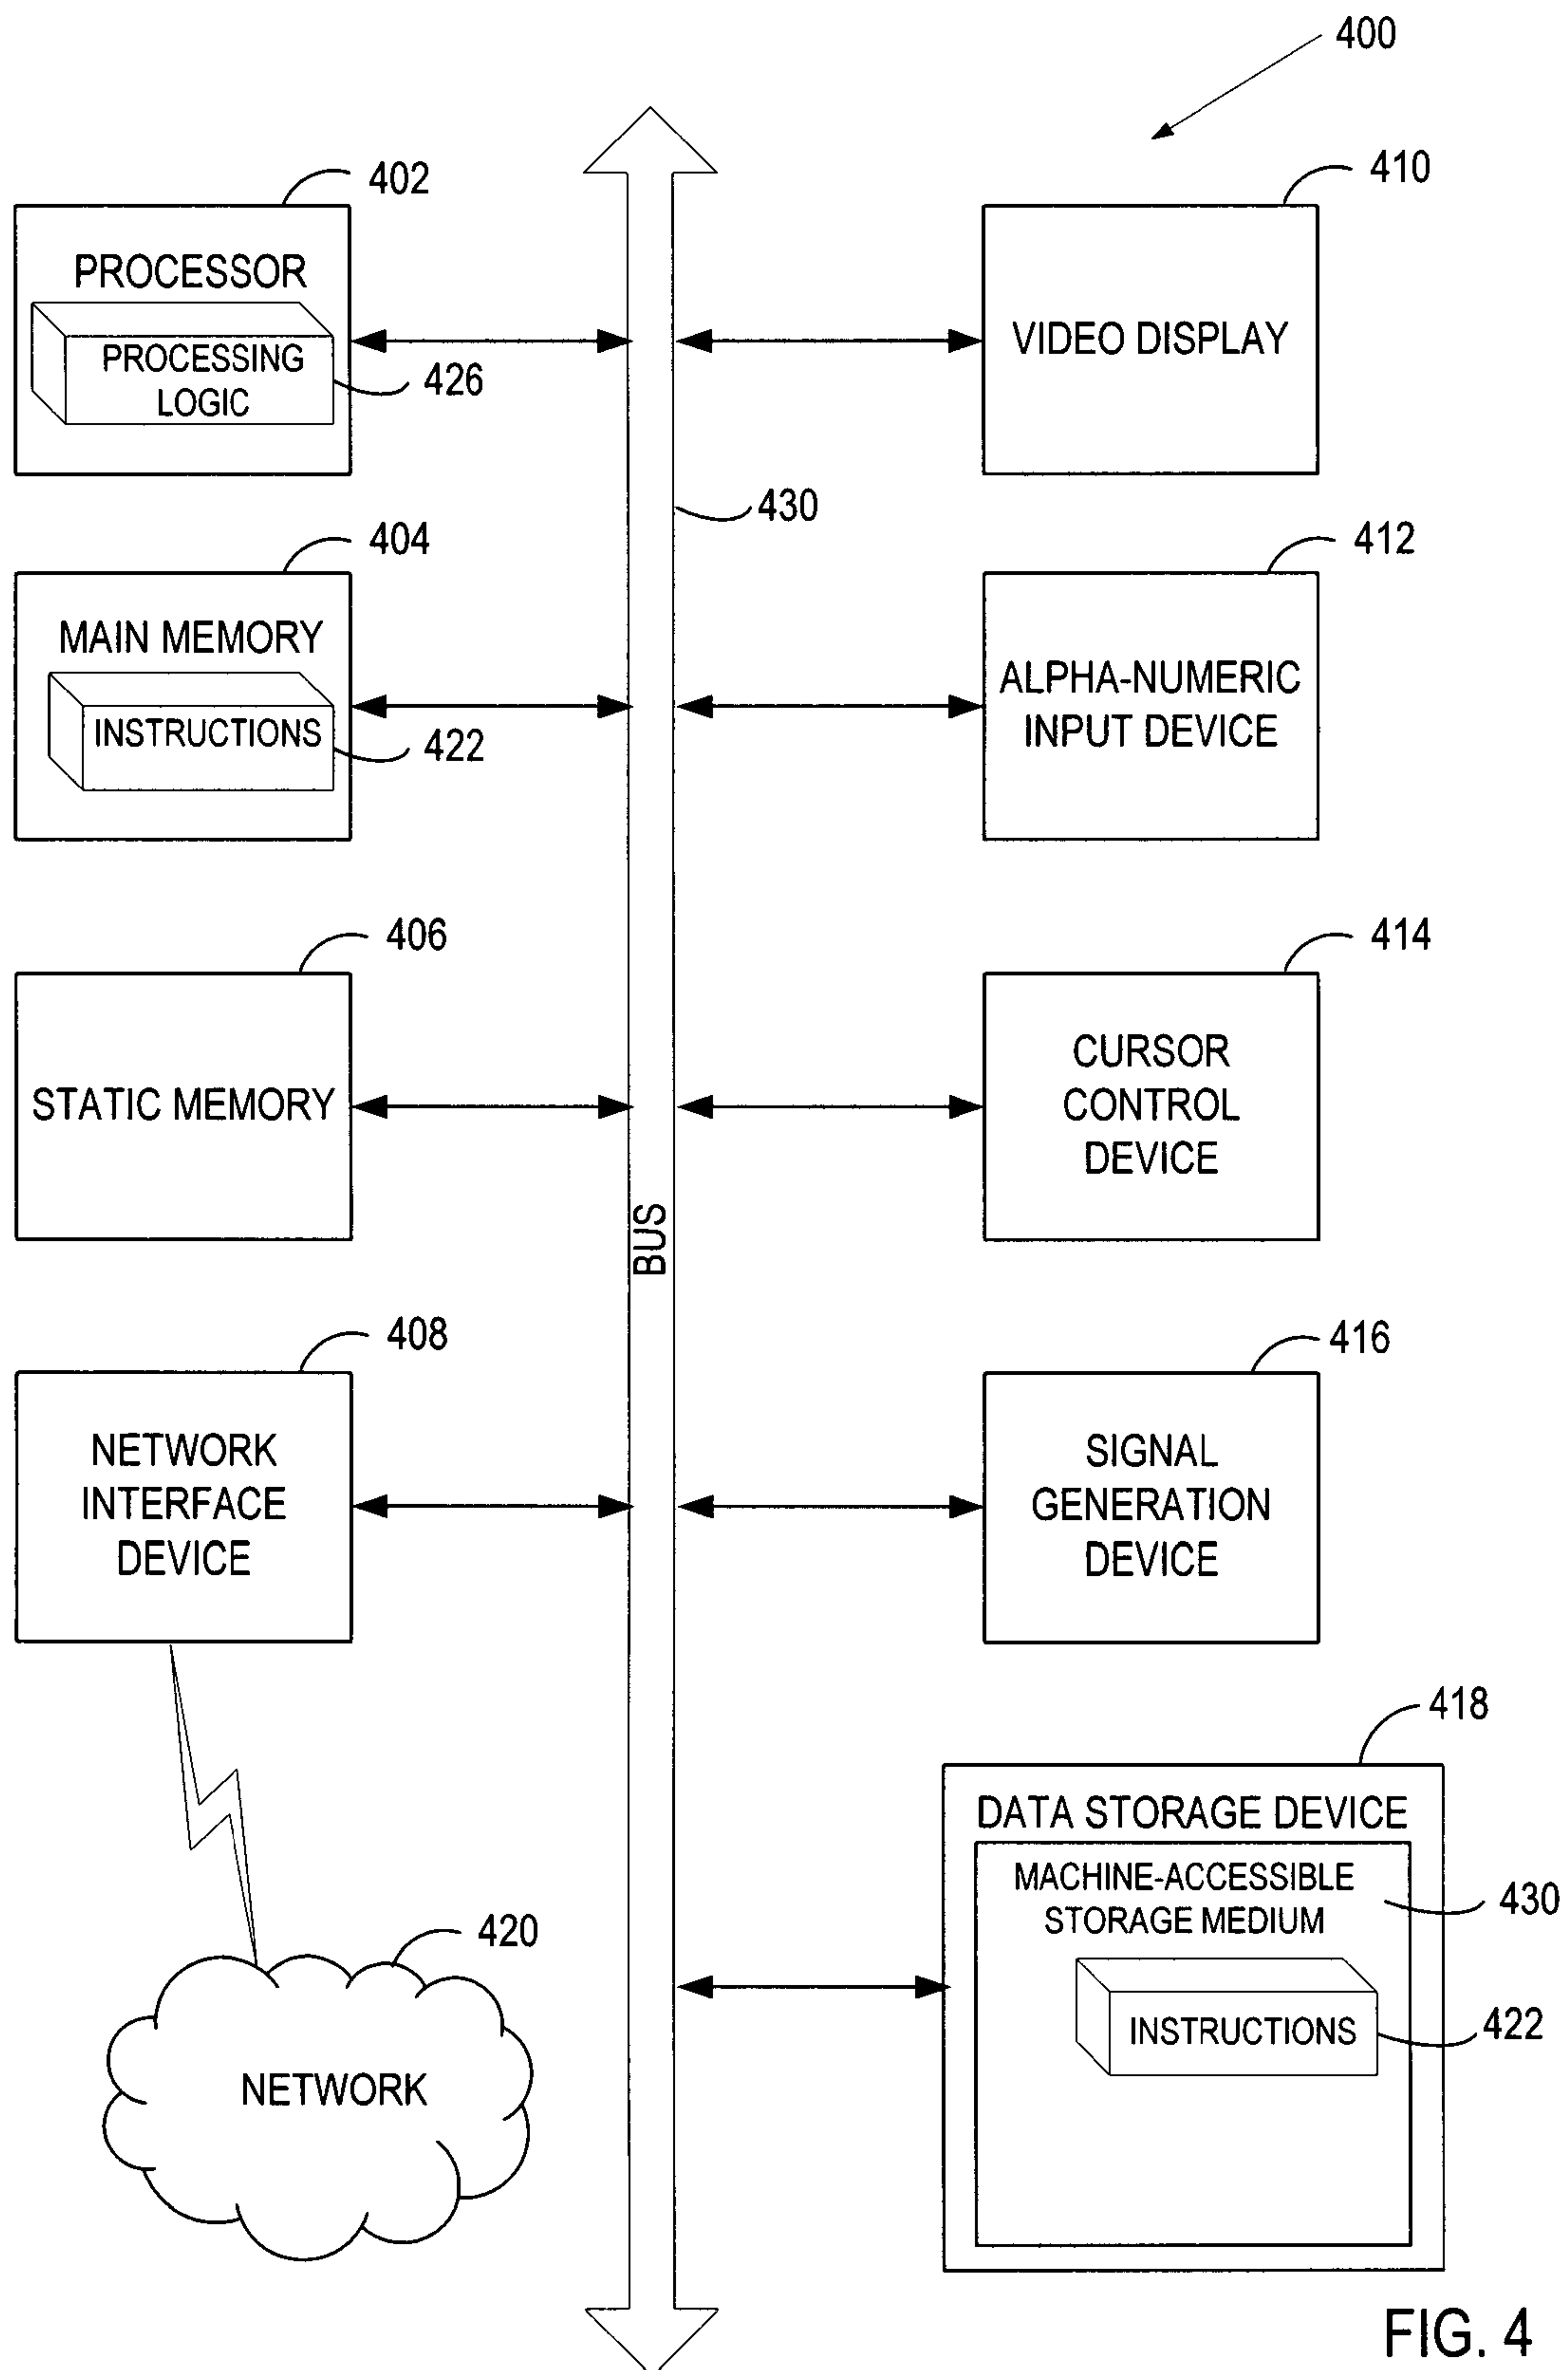 400
402
PROCESSOR
PROCESSING
LOGIC
426
410
VIDEO DISPLAY
430
404
MAIN MEMORY
INSTRUCTIONS
422
412
ALPHA-NUMERIC
INPUT DEVICE
406
STATIC MEMORY
414
CURSOR
CONTROL
DEVICE
BUS
408
NETWORK
INTERFACE
DEVICE
416
SIGNAL
GENERATION
DEVICE
418
DATA STORAGE DEVICE
MACHINE-ACCESSIBLE
STORAGE MEDIUM
430
INSTRUCTIONS
422
420
NETWORK
FIG. 4